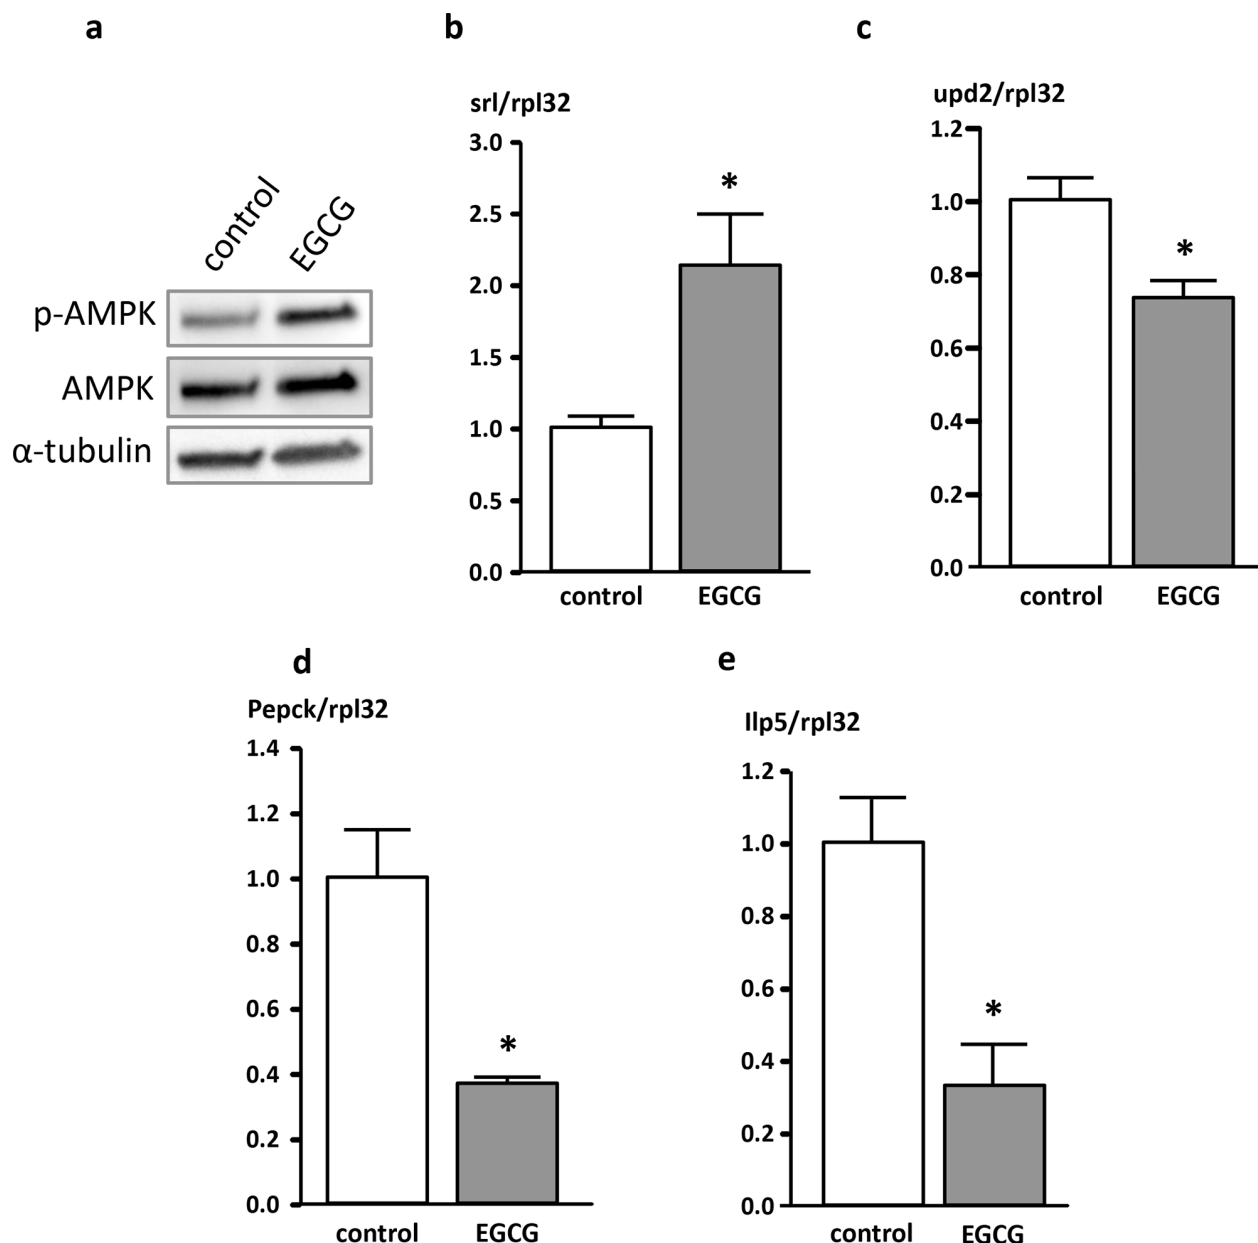 a
control
EGCG
p-AMPK
AMPK
α-tubulin
b
srl/rpl32
3.0
*
2.5
2.0
1.5
1.0
0.5
0.0
control EGCG
c
upd2/rpl32
1.2
1.0
*
0.8
0.6
0.4
0.2
0.0
control EGCG
d
Pepck/rpl32
1.4
1.2
1.0
0.8
0.6
*
0.4
0.2
0.0
control EGCG
e
Ilp5/rpl32
1.2
1.0
0.8
0.6
*
0.4
0.2
0.0
control EGCG